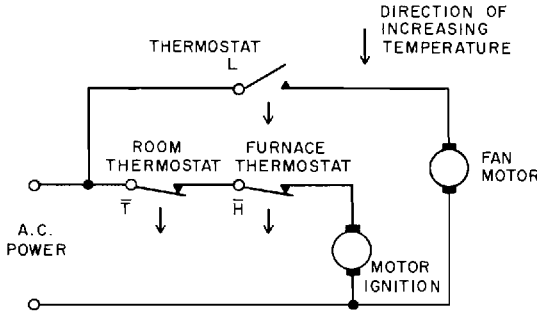 DIRECTION OF
INCREASING
TEMPERATURE
THERMOSTAT
L
ROOM
THERMOSTAT
FURNACE
THERMOSTAT
FAN
MOTOR
T̅
H̅
A.C.
POWER
MOTOR
IGNITION